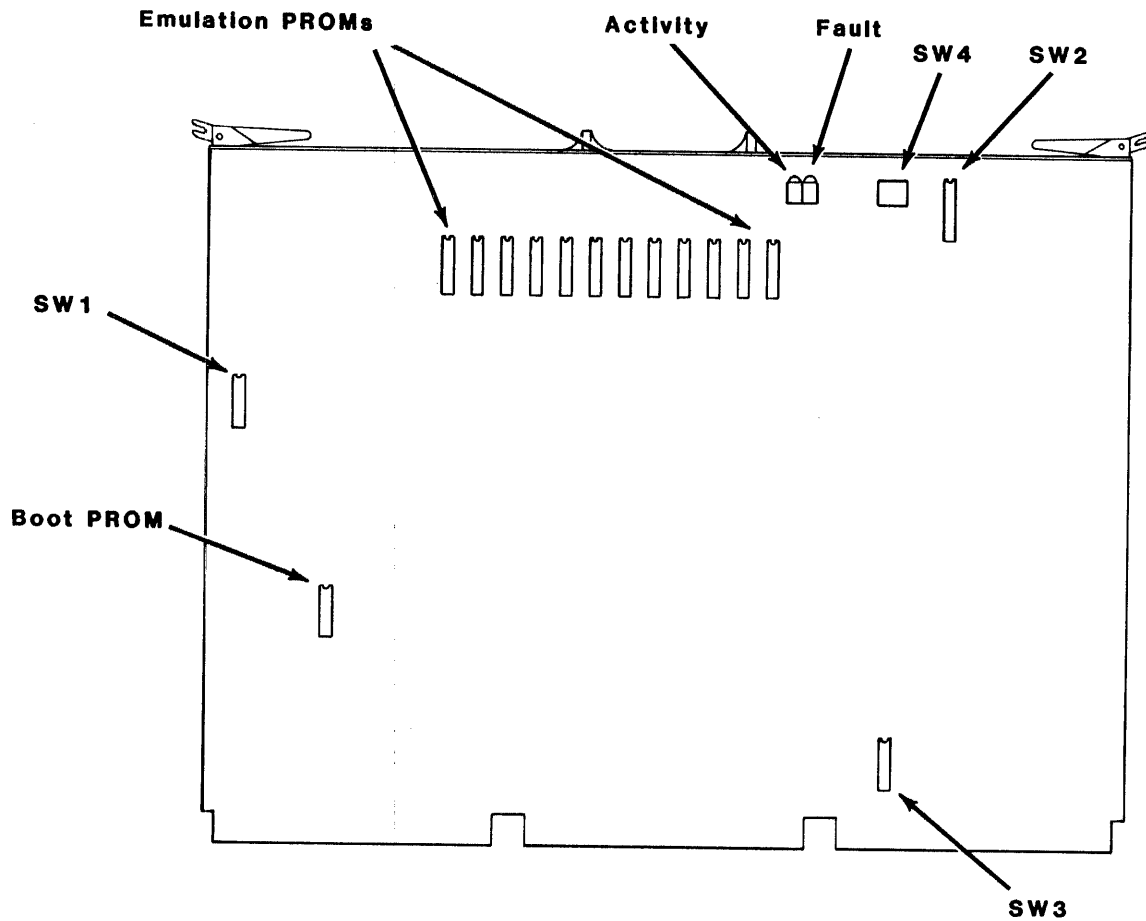 Emulation PROMs
Activity
Fault
SW4
SW2
SW1
Boot PROM
SW3